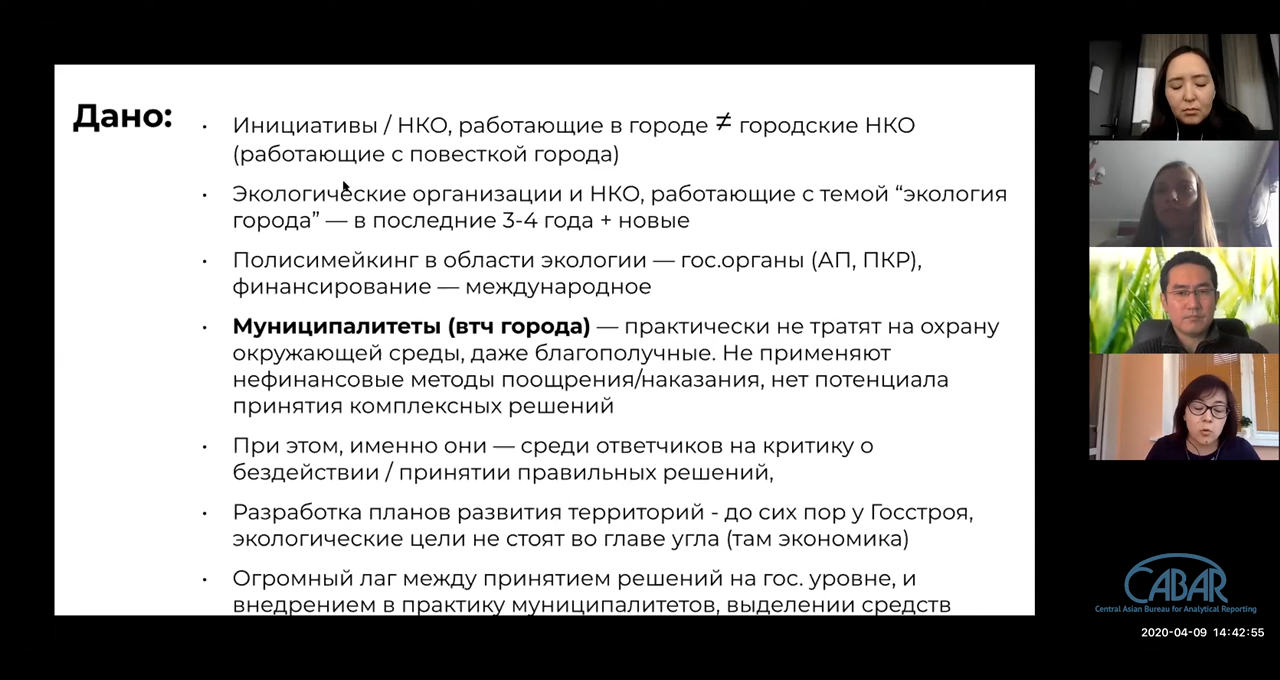 Дано:
• Инициативы / НКО, работающие в городе ≠ городские НКО
(работающие с повесткой города)
• Экологические организации и НКО, работающие с темой “экология
города” — в последние 3-4 года + новые
• Полисимейкинг в области экологии — гос.органы (АП, ПКР),
финансирование — международное
• Муниципалитеты (втч города) — практически не тратят на охрану
окружающей среды, даже благополучные. Не применяют
нефинансовые методы поощрения/наказания, нет потенциала
принятия комплексных решений
• При этом, именно они — среди ответчиков на критику о
бездействии / принятии правильных решений,
• Разработка планов развития территорий - до сих пор у Госстроя,
экологические цели не стоят во главе угла (там экономика)
• Огромный лаг между принятием решений на гос. уровне, и
внедрением в практику муниципалитетов, выделении средств
CABAR
Central Asian Bureau for Analytical Reporting
2020-04-09 14:42:55